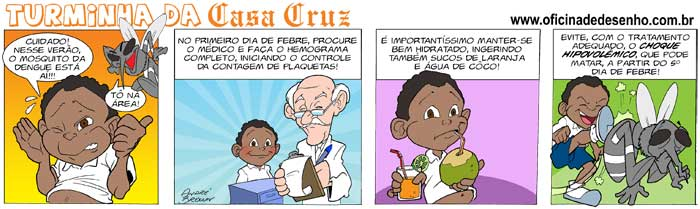 TURMINHA DA CASA CRUZ
www.oficinadedesenho.com.br
CUIDADO!
NESSE VERÃO,
O MOSQUITO DA
DENGUE ESTÁ
AÍ!!!
TÔ NA
ÁREA!
NO PRIMEIRO DIA DE FEBRE, PROCURE
O MÉDICO E FAÇA O HEMOGRAMA
COMPLETO, INICIANDO O CONTROLE
DA CONTAGEM DE PLAQUETAS!
ANDRÉ
BROWN
É IMPORTANTÍSSIMO MANTER-SE
BEM HIDRATADO, INGERINDO
TAMBÉM SUCOS DE LARANJA
E ÁGUA DE CÔCO!
EVITE, COM O TRATAMENTO
ADEQUADO, O CHOQUE
HIPOVOLÊMICO, QUE PODE
MATAR, A PARTIR DO 5º
DIA DE FEBRE!